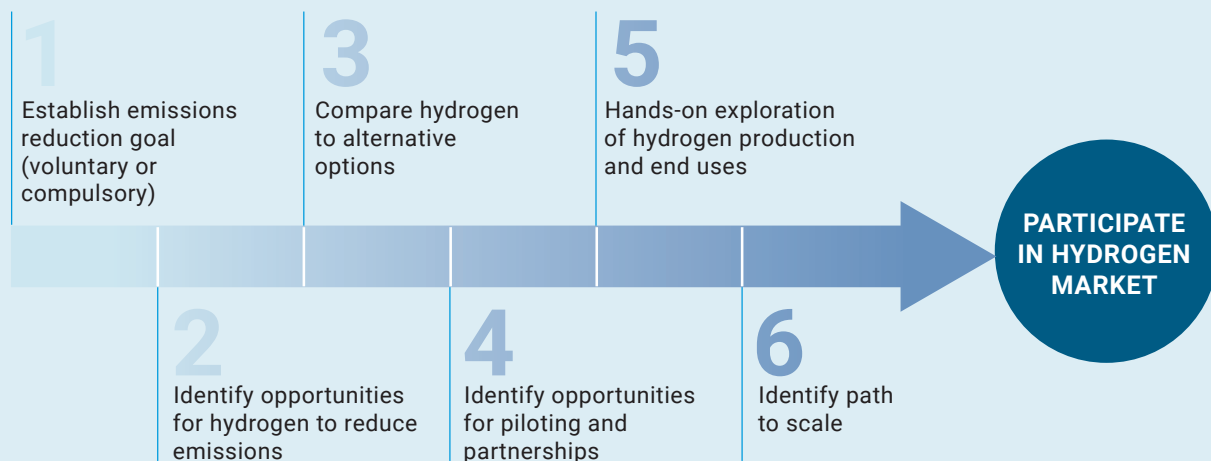 1
Establish emissions
reduction goal
(voluntary or
compulsory)
2
Identify opportunities
for hydrogen to reduce
emissions
3
Compare hydrogen
to alternative
options
4
Identify opportunities
for piloting and
partnerships
5
Hands-on exploration
of hydrogen production
and end uses
6
Identify path
to scale
PARTICIPATE
IN HYDROGEN
MARKET